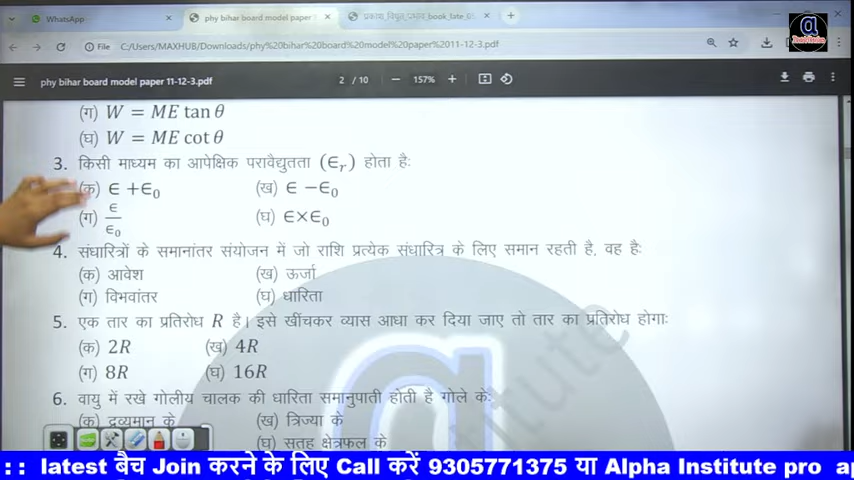 WhatsApp
phy bihar board model paper
प्रकाश_विद्युत_प्रभाव_book_late_01
File C:/Users/MAXHUB/Downloads/phy%20bihar%20board%20model%20paper%2011-12-3.pdf
phy bihar board model paper 11-12-3.pdf 2 / 10 157%
(ग) W = ME tan θ
(घ) W = ME cot θ
3. किसी माध्यम का आपेक्षिक परावैद्युतता (∈r) होता है:
(क) ∈ +∈0 (ख) ∈ −∈0
(ग) ∈/∈0 (घ) ∈×∈0
4. संधारित्रों के समानांतर संयोजन में जो राशि प्रत्येक संधारित्र के लिए समान रहती है, वह है:
(क) आवेश (ख) ऊर्जा
(ग) विभवांतर (घ) धारिता
5. एक तार का प्रतिरोध R है। इसे खींचकर व्यास आधा कर दिया जाए तो तार का प्रतिरोध होगाः
(क) 2R (ख) 4R
(ग) 8R (घ) 16R
6. वायु में रखे गोलीय चालक की धारिता समानुपाती होती है गोले के:
(क) द्रव्यमान के (ख) त्रिज्या के
(घ) सतह क्षेत्रफल के
: : latest बैच Join करने के लिए Call करें 9305771375 या Alpha Institute pro